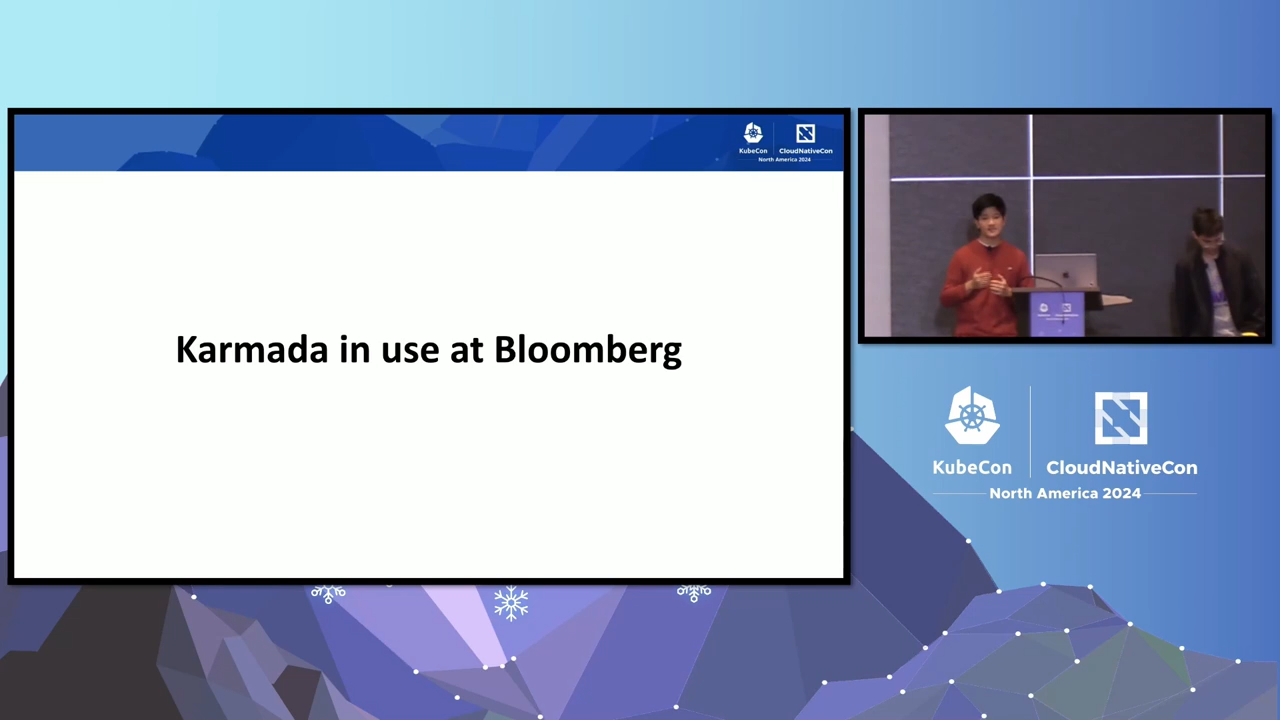 KubeCon
CloudNativeCon
North America 2024
Karmada in use at Bloomberg
KubeCon
CloudNativeCon
North America 2024